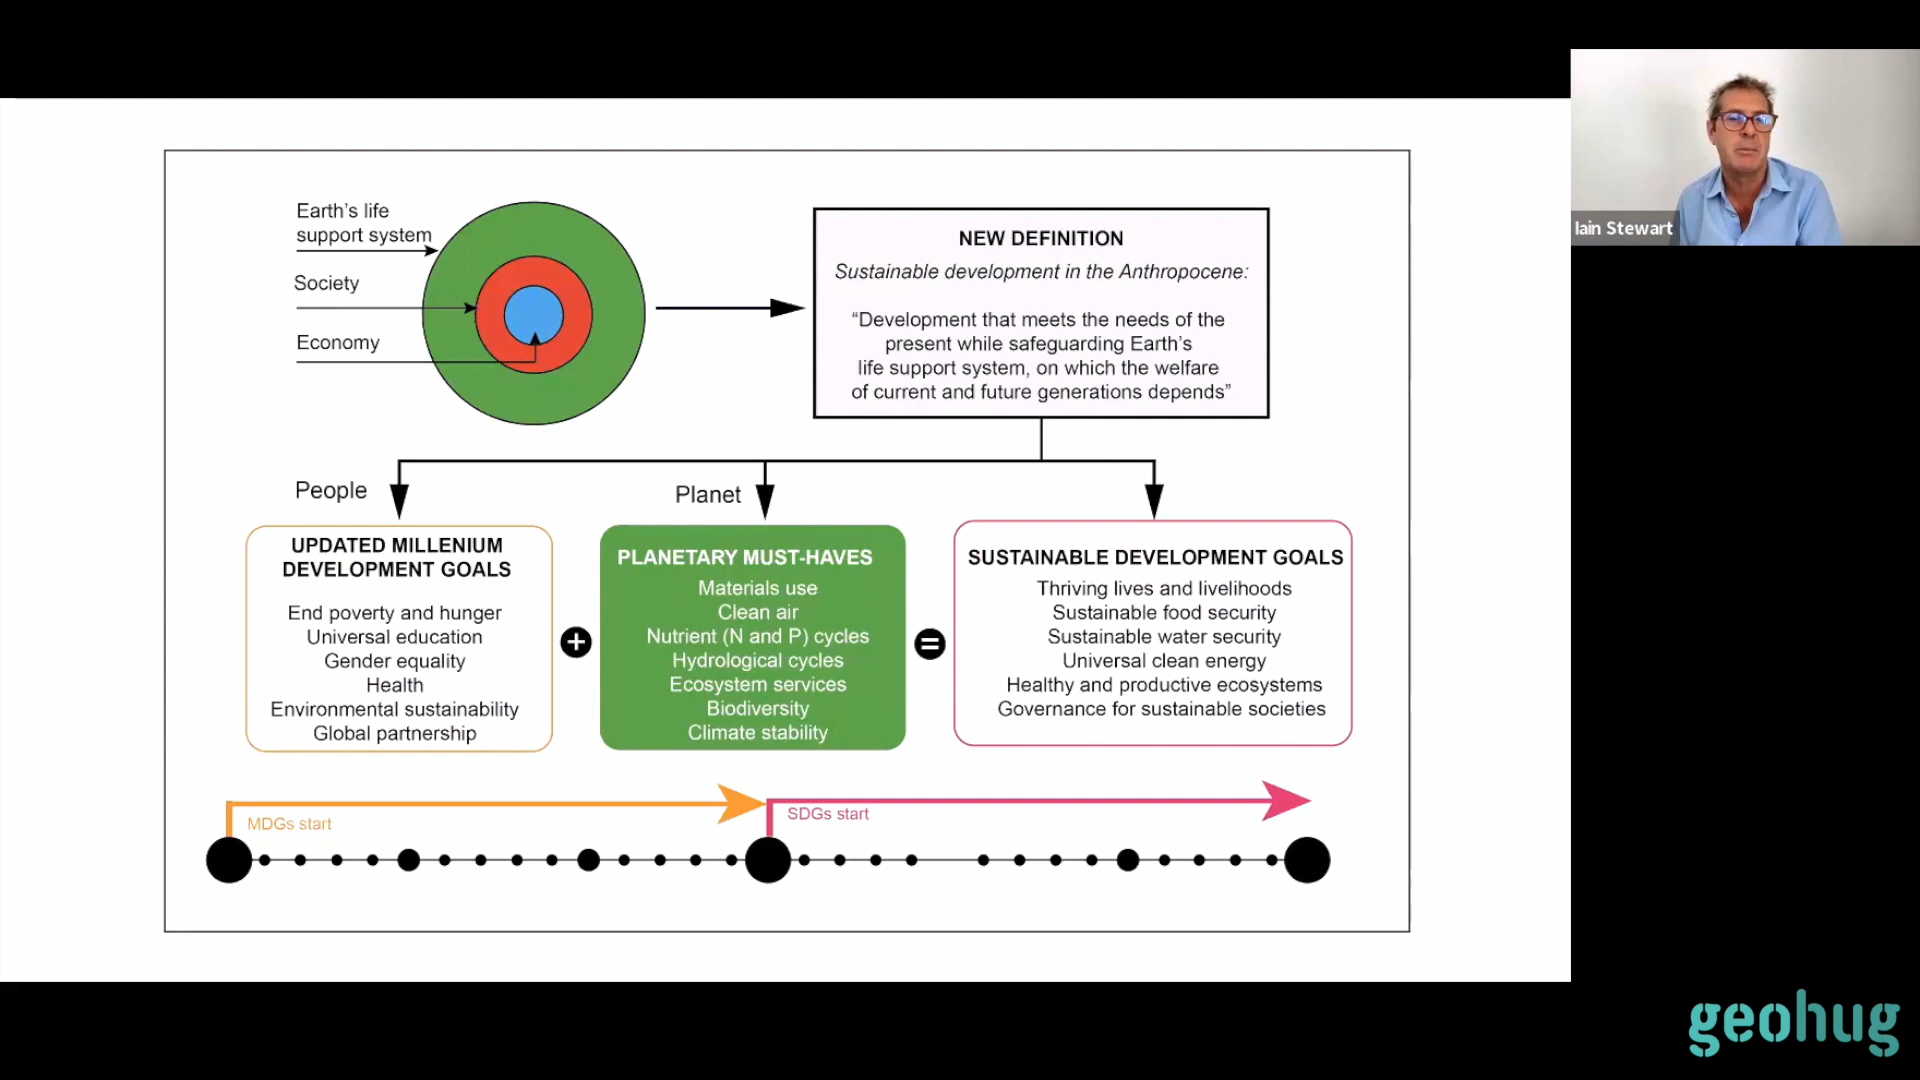 Earth's life
support system
Society
Economy
NEW DEFINITION
Sustainable development in the Anthropocene:
“Development that meets the needs of the
present while safeguarding Earth's
life support system, on which the welfare
of current and future generations depends”
People
Planet
UPDATED MILLENIUM
DEVELOPMENT GOALS
End poverty and hunger
Universal education
Gender equality
Health
Environmental sustainability
Global partnership
+
PLANETARY MUST-HAVES
Materials use
Clean air
Nutrient (N and P) cycles
Hydrological cycles
Ecosystem services
Biodiversity
Climate stability
=
SUSTAINABLE DEVELOPMENT GOALS
Thriving lives and livelihoods
Sustainable food security
Sustainable water security
Universal clean energy
Healthy and productive ecosystems
Governance for sustainable societies
MDGs start
SDGs start
Iain Stewart
geohug